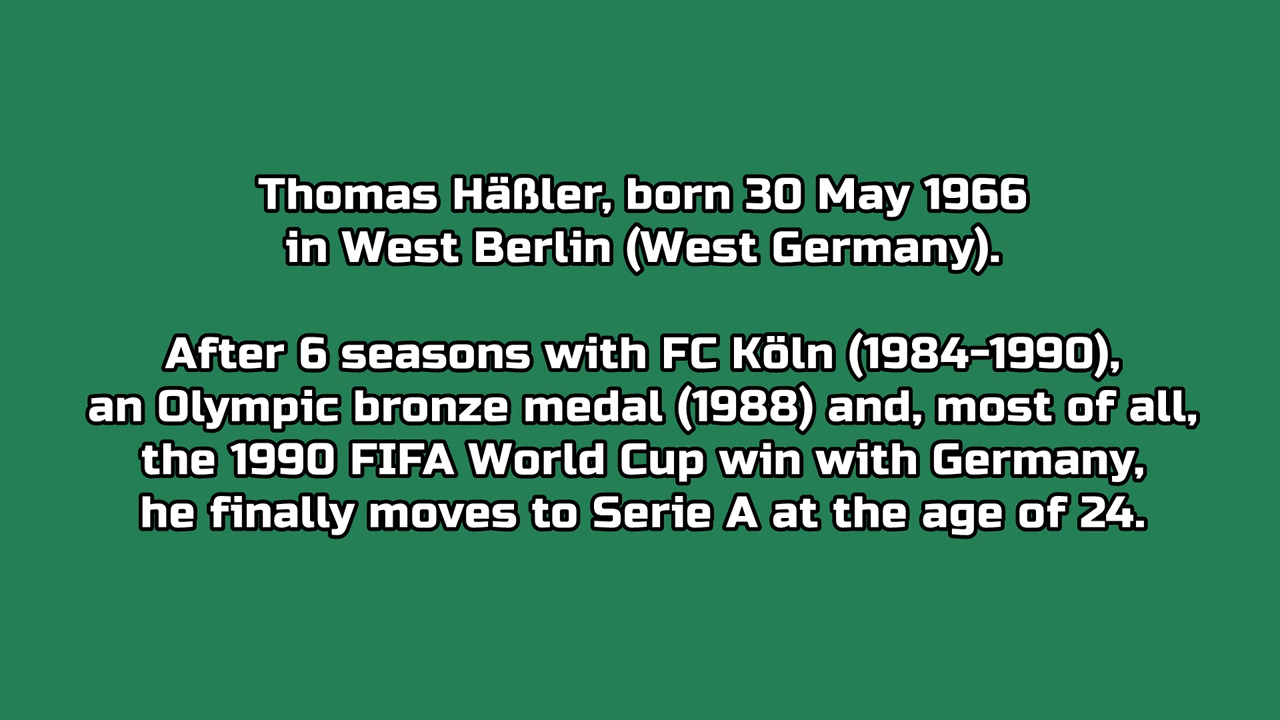 Thomas Häßler, born 30 May 1966
in West Berlin (West Germany).
After 6 seasons with FC Köln (1984-1990),
an Olympic bronze medal (1988) and, most of all,
the 1990 FIFA World Cup win with Germany,
he finally moves to Serie A at the age of 24.